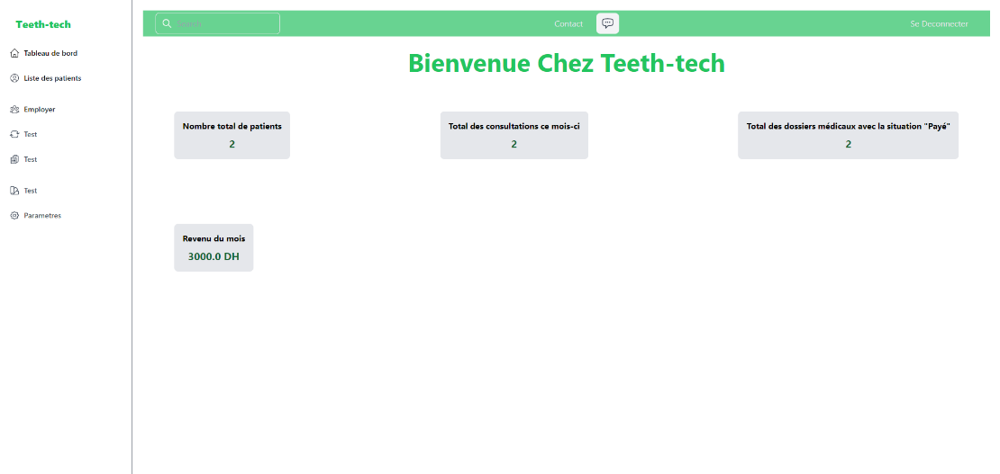 Teeth-tech
Tableau de bord
Liste des patients
Employer
Test
Test
Test
Parametres
Search
Contact
Se Deconnecter
Bienvenue Chez Teeth-tech
Nombre total de patients
2
Total des consultations ce mois-ci
2
Total des dossiers médicaux avec la situation "Payé"
2
Revenu du mois
3000.0 DH